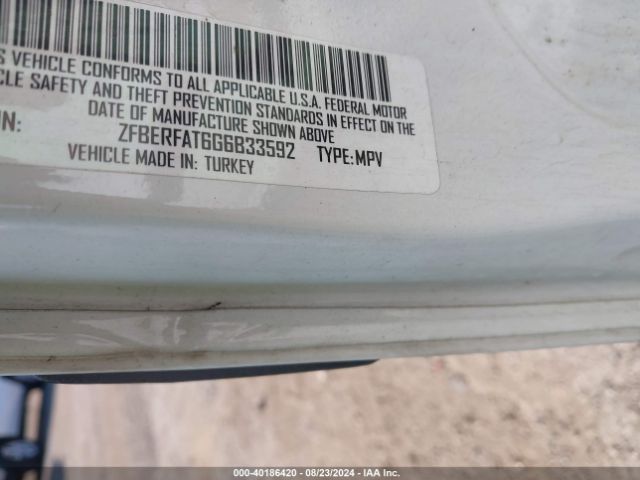 S VEHICLE CONFORMS TO ALL APPLICABLE U.S.A. FEDERAL MOTOR
CLE SAFETY AND THEFT PREVENTION STANDARDS IN EFFECT ON THE
DATE OF MANUFACTURE SHOWN ABOVE
IN: ZFBERFAT6G6B33592 TYPE: MPV
VEHICLE MADE IN: TURKEY
000-40186420 - 08/23/2024 - IAA Inc.